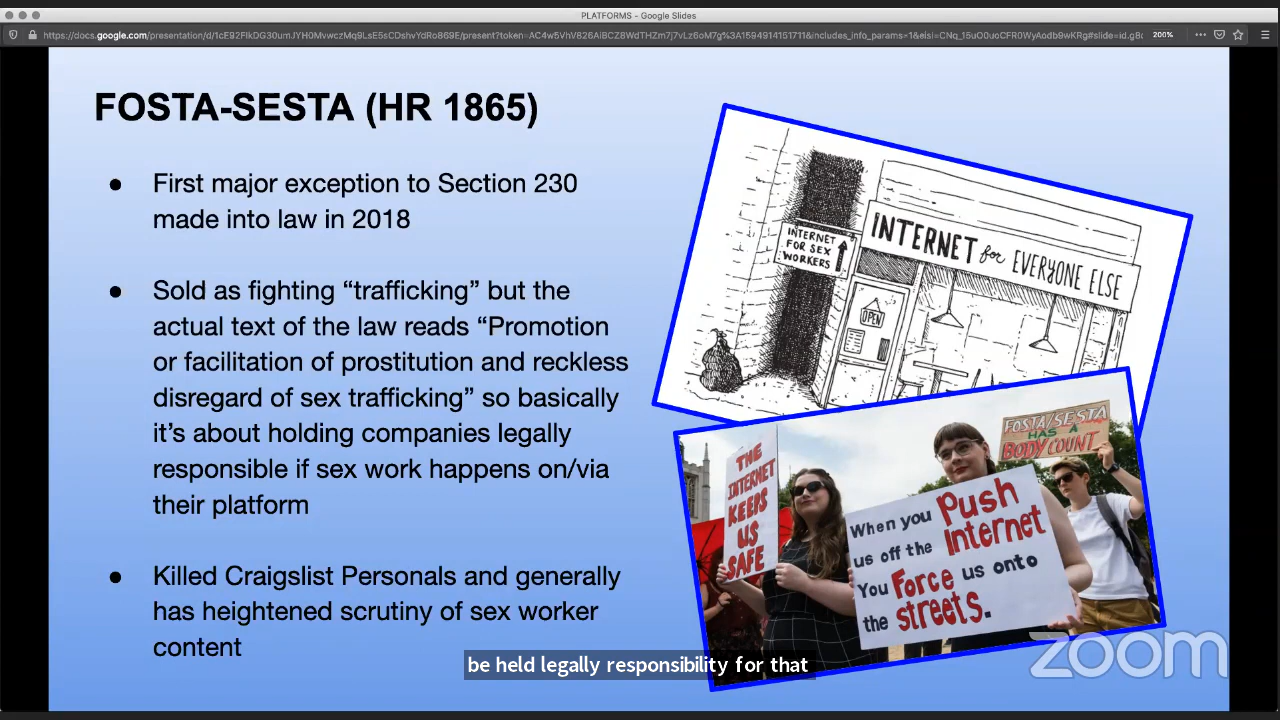 PLATFORMS - Google Slides
200%
FOSTA-SESTA (HR 1865)
● First major exception to Section 230
made into law in 2018
● Sold as fighting “trafficking” but the
actual text of the law reads “Promotion
or facilitation of prostitution and reckless
disregard of sex trafficking” so basically
it’s about holding companies legally
responsible if sex work happens on/via
their platform
● Killed Craigslist Personals and generally
has heightened scrutiny of sex worker
content
INTERNET
FOR SEX
WORKERS
INTERNET for EVERYONE ELSE
OPEN
THE
INTERNET
KEEPS
US
SAFE
When you Push
us off the Internet
You Force us onto
the streets.
FOSTA/SESTA
HAS A
BODY COUNT
be held legally responsibility for that
zoom